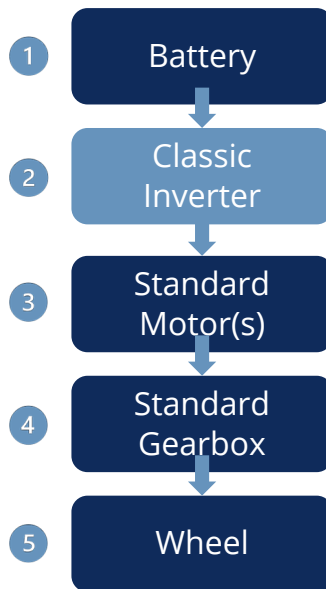 1
Battery
2
Classic
Inverter
3
Standard
Motor(s)
4
Standard
Gearbox
5
Wheel